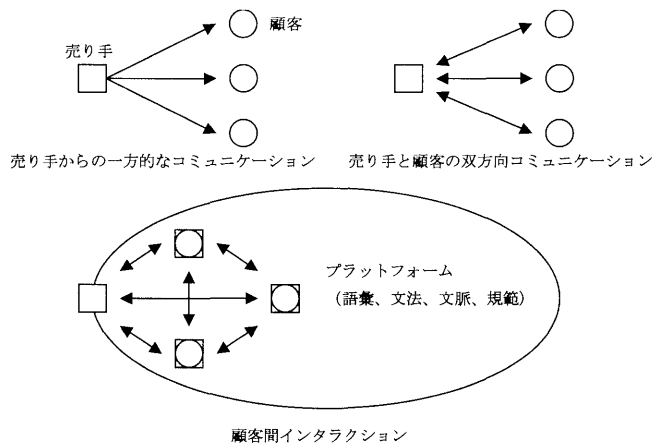 顧客
売り手
売り手からの一方的なコミュニケーション
売り手と顧客の双方向コミュニケーション
プラットフォーム
(語彙、文法、文脈、規範)
顧客間インタラクション